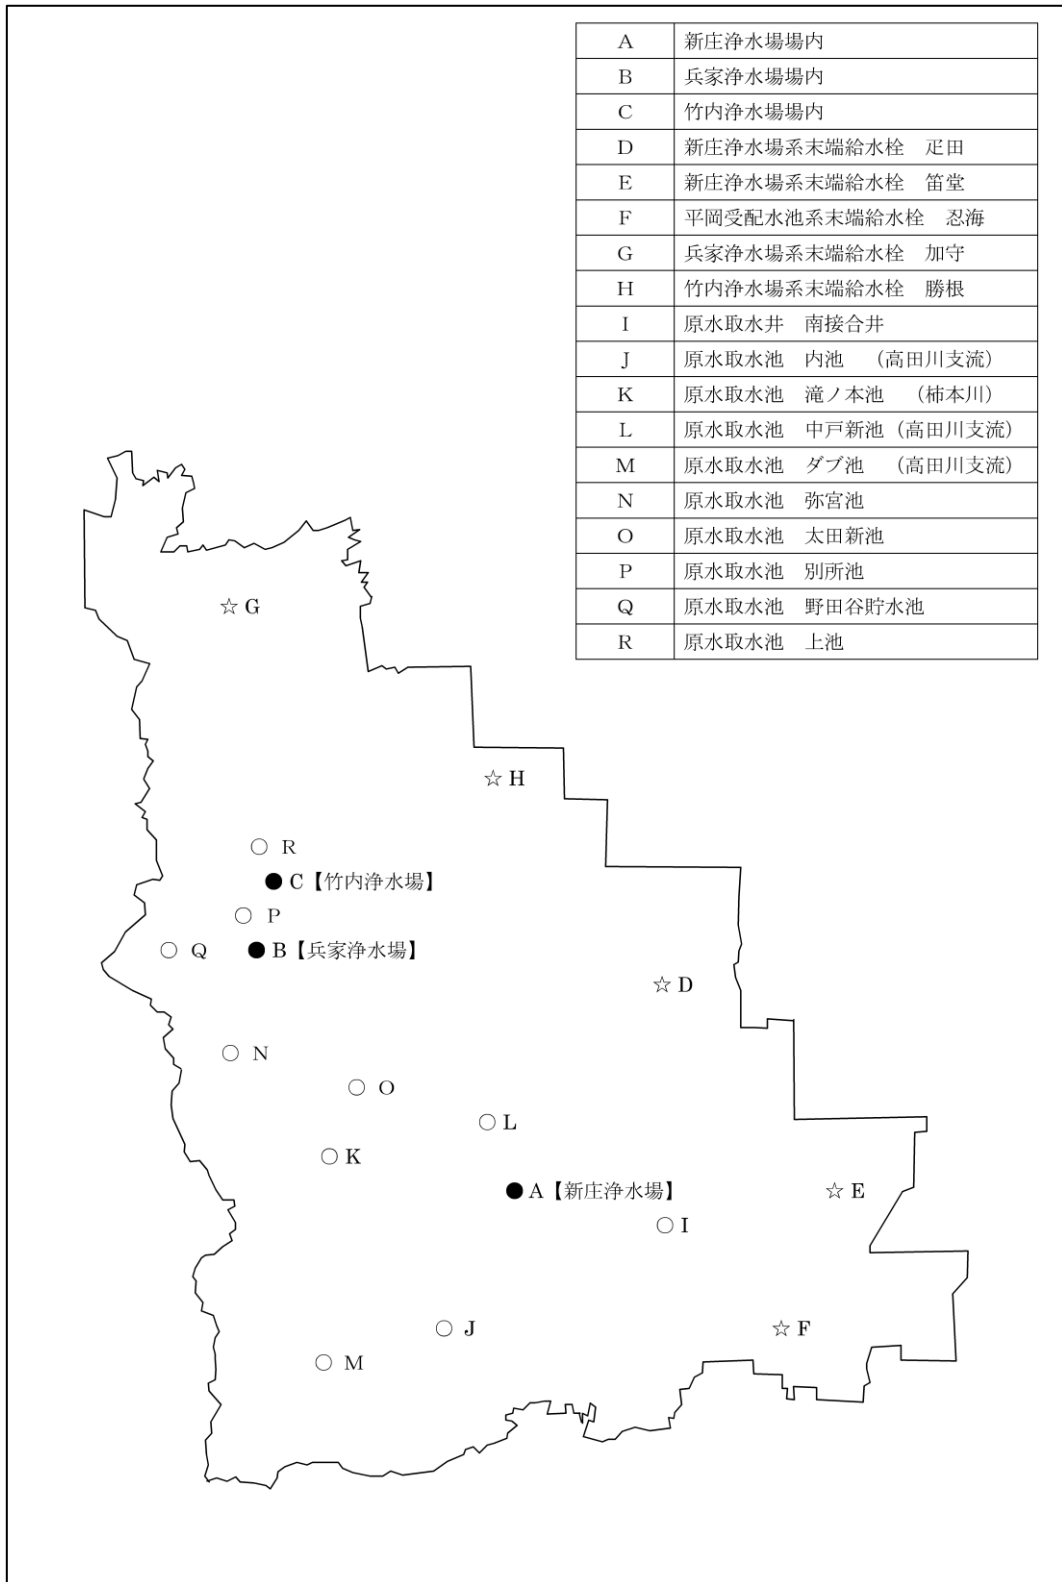 A 新庄浄水場場内
B 兵家浄水場場内
C 竹内浄水場場内
D 新庄浄水場系末端給水栓 疋田
E 新庄浄水場系末端給水栓 笛堂
F 平岡受配水池系末端給水栓 忍海
G 兵家浄水場系末端給水栓 加守
H 竹内浄水場系末端給水栓 勝根
I 原水取水井 南接合井
J 原水取水池 内池 （高田川支流）
K 原水取水池 滝ノ本池 （柿本川）
L 原水取水池 中戸新池（高田川支流）
M 原水取水池 ダブ池 （高田川支流）
N 原水取水池 弥宮池
O 原水取水池 太田新池
P 原水取水池 別所池
Q 原水取水池 野田谷貯水池
R 原水取水池 上池
☆ G
☆ H
○ R
● C【竹内浄水場】
○ P
○ Q
● B【兵家浄水場】
☆ D
○ N
○ O
○ L
○ K
● A【新庄浄水場】
☆ E
○ I
○ J
☆ F
○ M